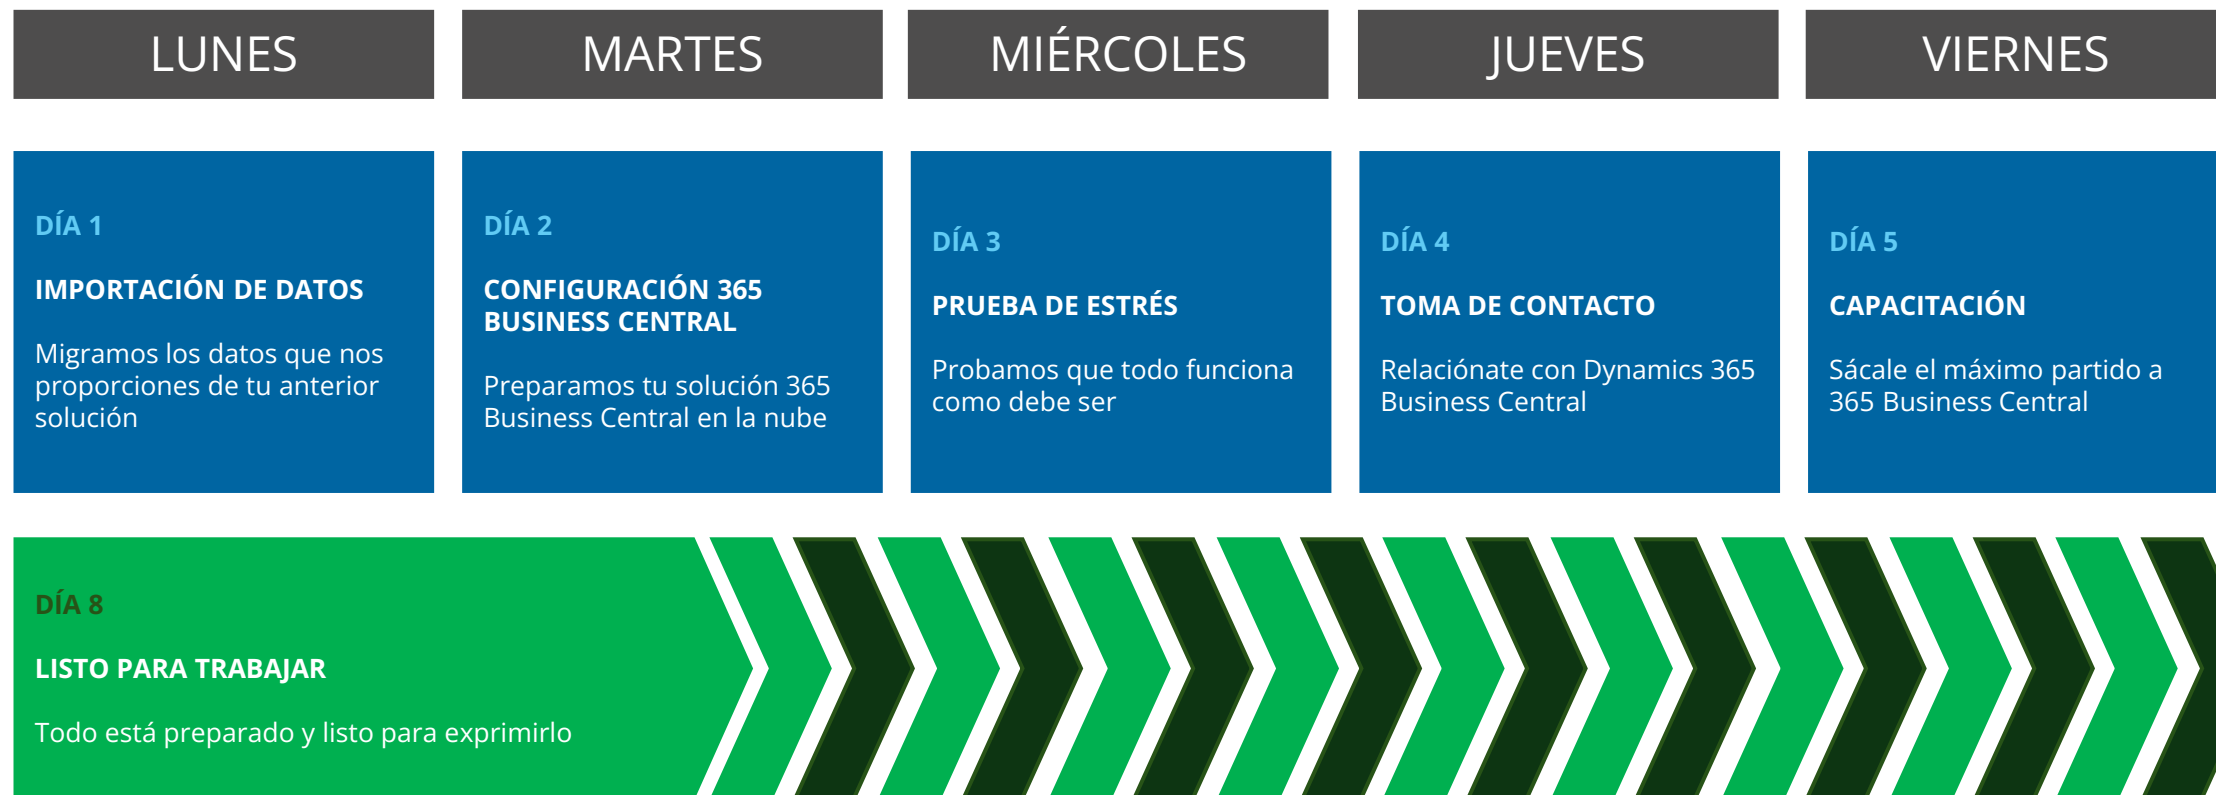 LUNES
MARTES
MIÉRCOLES
JUEVES
VIERNES
DÍA 1
IMPORTACIÓN DE DATOS
Migramos los datos que nos
proporciones de tu anterior
solución
DÍA 2
CONFIGURACIÓN 365
BUSINESS CENTRAL
Preparamos tu solución 365
Business Central en la nube
DÍA 3
PRUEBA DE ESTRÉS
Probamos que todo funciona
como debe ser
DÍA 4
TOMA DE CONTACTO
Relaciónate con Dynamics 365
Business Central
DÍA 5
CAPACITACIÓN
Sácale el máximo partido a
365 Business Central
DÍA 8
LISTO PARA TRABAJAR
Todo está preparado y listo para exprimirlo